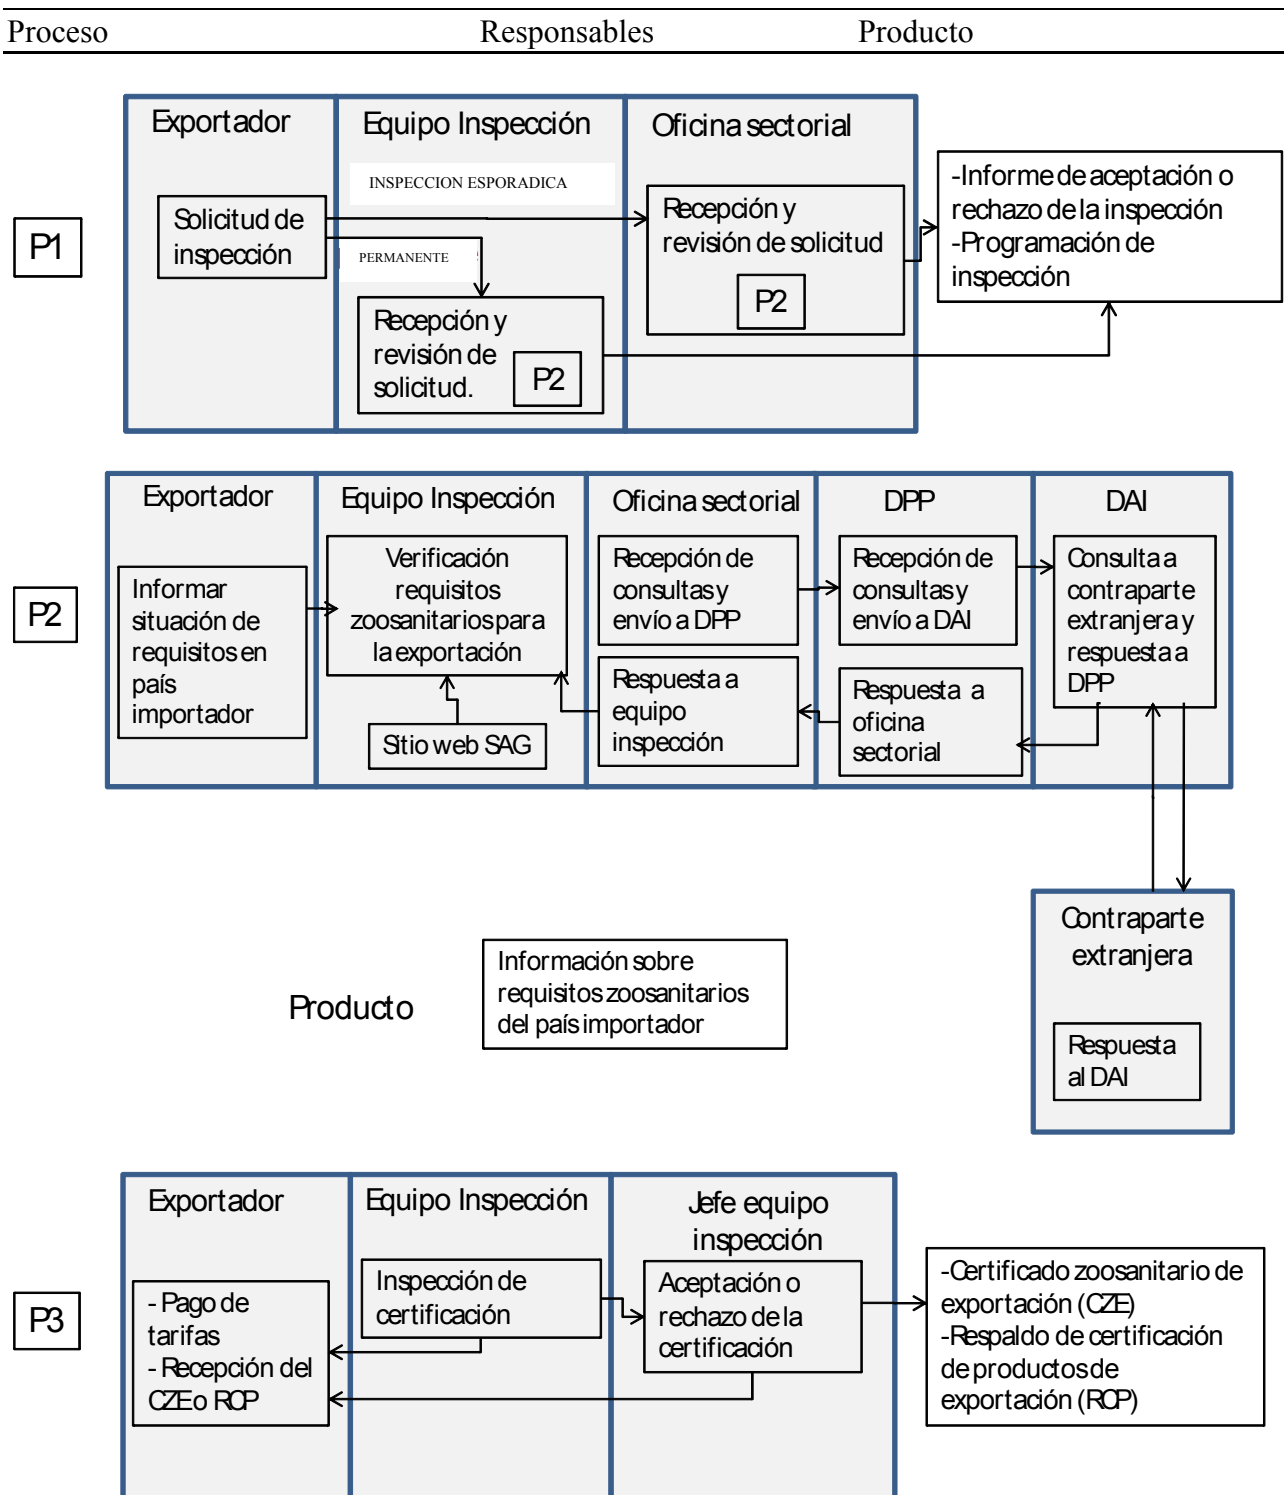 Proceso Responsables Producto
P1
Exportador
Solicitud de
inspección
Equipo Inspección
INSPECCION ESPORADICA
PERMANENTE
Recepción y
revisión de
solicitud.
P2
Oficina sectorial
Recepción y
revisión de solicitud
P2
-Informe de aceptación o
rechazo de la inspección
-Programación de
inspección
P2
Exportador
Informar
situación de
requisitos en
país
importador
Equipo Inspección
Verificación
requisitos
zoosanitarios para
la exportación
Sitio web SAG
Oficina sectorial
Recepción de
consultas y
envío a DPP
Respuesta a
equipo
inspección
DPP
Recepción de
consultas y
envío a DAI
Respuesta a
oficina
sectorial
DAI
Consulta a
contraparte
extranjera y
respuesta a
DPP
Contraparte
extranjera
Respuesta
al DAI
Producto
Información sobre
requisitos zoosanitarios
del país importador
P3
Exportador
- Pago de
tarifas
- Recepción del
CZE o RCP
Equipo Inspección
Inspección de
certificación
Jefe equipo
inspección
Aceptación o
rechazo de la
certificación
-Certificado zoosanitario de
exportación (CZE)
-Respaldo de certificación
de productos de
exportación (RCP)